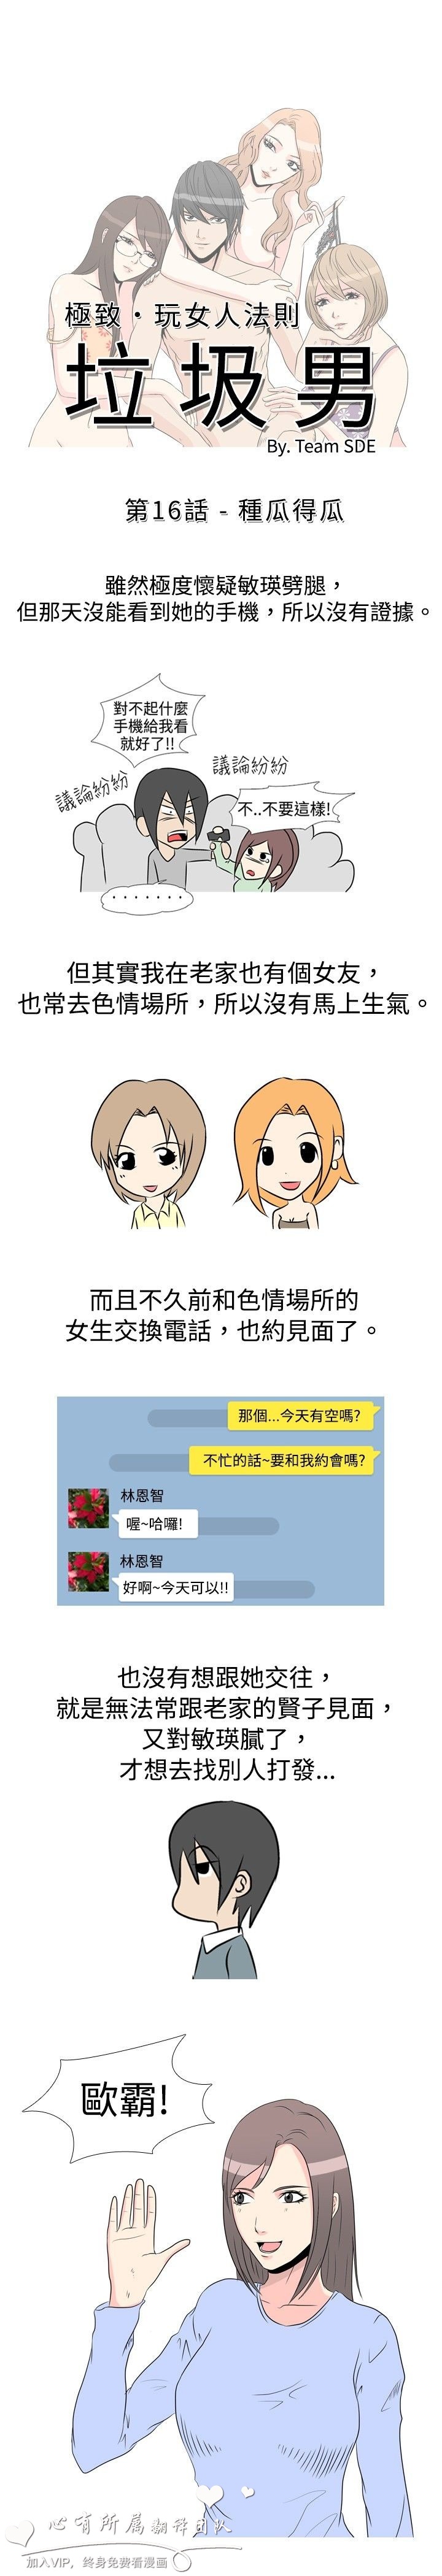 極致・玩女人法則
垃圾男
By. Team SDE
第16話 - 種瓜得瓜
雖然極度懷疑敏瑛劈腿，
但那天沒能看到她的手機，所以沒有證據。
對不起什麼
手機給我看
就好了!!
議論紛紛
議論紛紛
不..不要這樣!
·······
但其實我在老家也有個女友，
也常去色情場所，所以沒有馬上生氣。
而且不久前和色情場所的
女生交換電話，也約見面了。
那個...今天有空嗎?
不忙的話~要和我約會嗎?
林恩智
喔~哈囉!
林恩智
好啊~今天可以!!
也沒有想跟她交往，
就是無法常跟老家的賢子見面，
又對敏瑛膩了，
才想去找別人打發...
歐霸!
心有所属翻译团队
加入VIP，终身免费看漫画